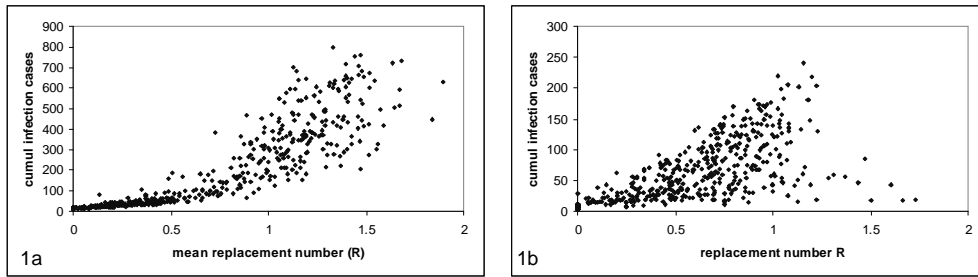 900
800
700
600
500
400
300
200
100
0
cumul infection cases
0 0.5 1 1.5 2
mean replacement number (R)
1a
300
250
200
150
100
50
0
cumul infection cases
0 0.5 1 1.5 2
replacement number R
1b